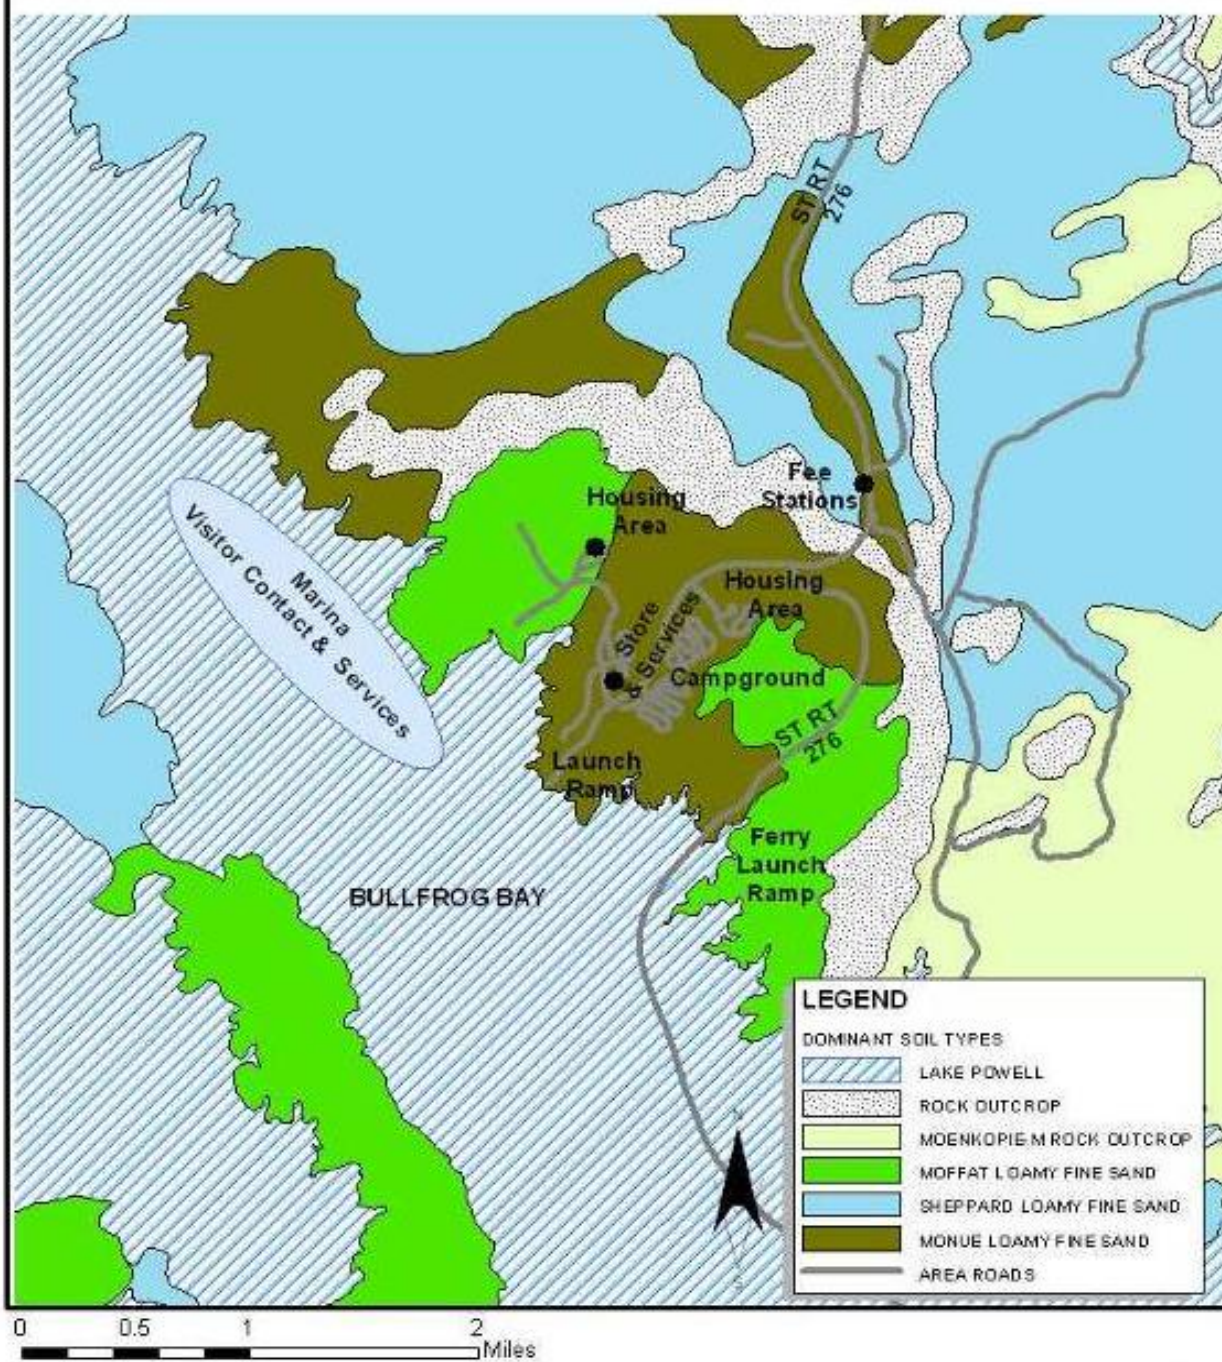 ST RT
276
Fee
Stations
Housing
Area
Housing
Area
Store
& Services
Campground
Marina
Visitor Contact & Services
ST RT
276
Launch
Ramp
Ferry
Launch
Ramp
BULLFROG BAY
LEGEND
DOMINANT SOIL TYPES
LAKE POWELL
ROCK OUTCROP
MOENKOPIE-M ROCK OUTCROP
MOFFAT LOAMY FINE SAND
SHEPPARD LOAMY FINE SAND
MONUE LOAMY FINE SAND
AREA ROADS
N
S
0 0.5 1 2
Miles